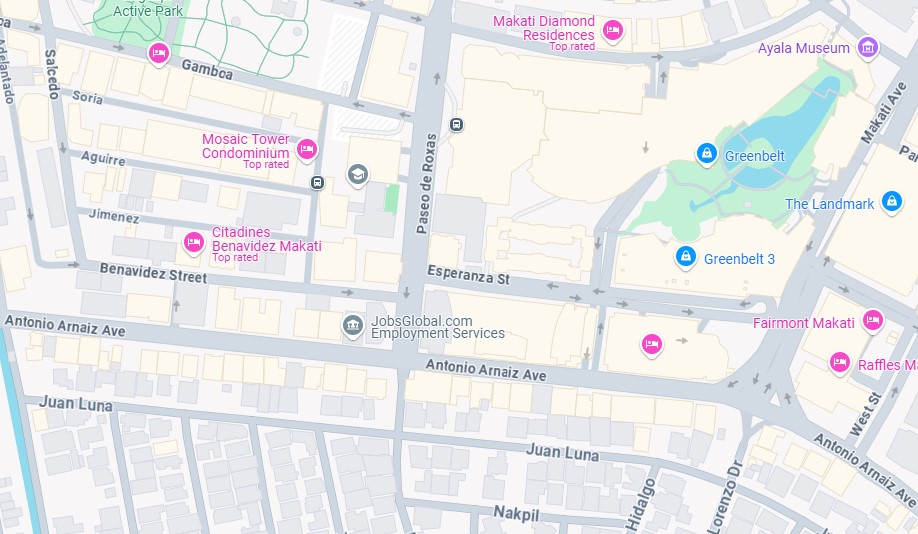 Active Park
Makati Diamond
Residences
Top rated
Ayala Museum
Adelantado
Salcedo
Gamboa
Soria
Makati Ave
Mosaic Tower
Condominium
Top rated
Aguirre
Paseo de Roxas
Greenbelt
The Landmark
Jimenez
Citadines
Benavidez Makati
Top rated
Greenbelt 3
Benavidez Street
Esperanza St
Antonio Arnaiz Ave
JobsGlobal.com
Employment Services
Fairmont Makati
Raffles Ma
Antonio Arnaiz Ave
West St
Juan Luna
Antonio Arnaiz Ave
Juan Luna
Hidalgo
Lorenzo Dr
Nakpil